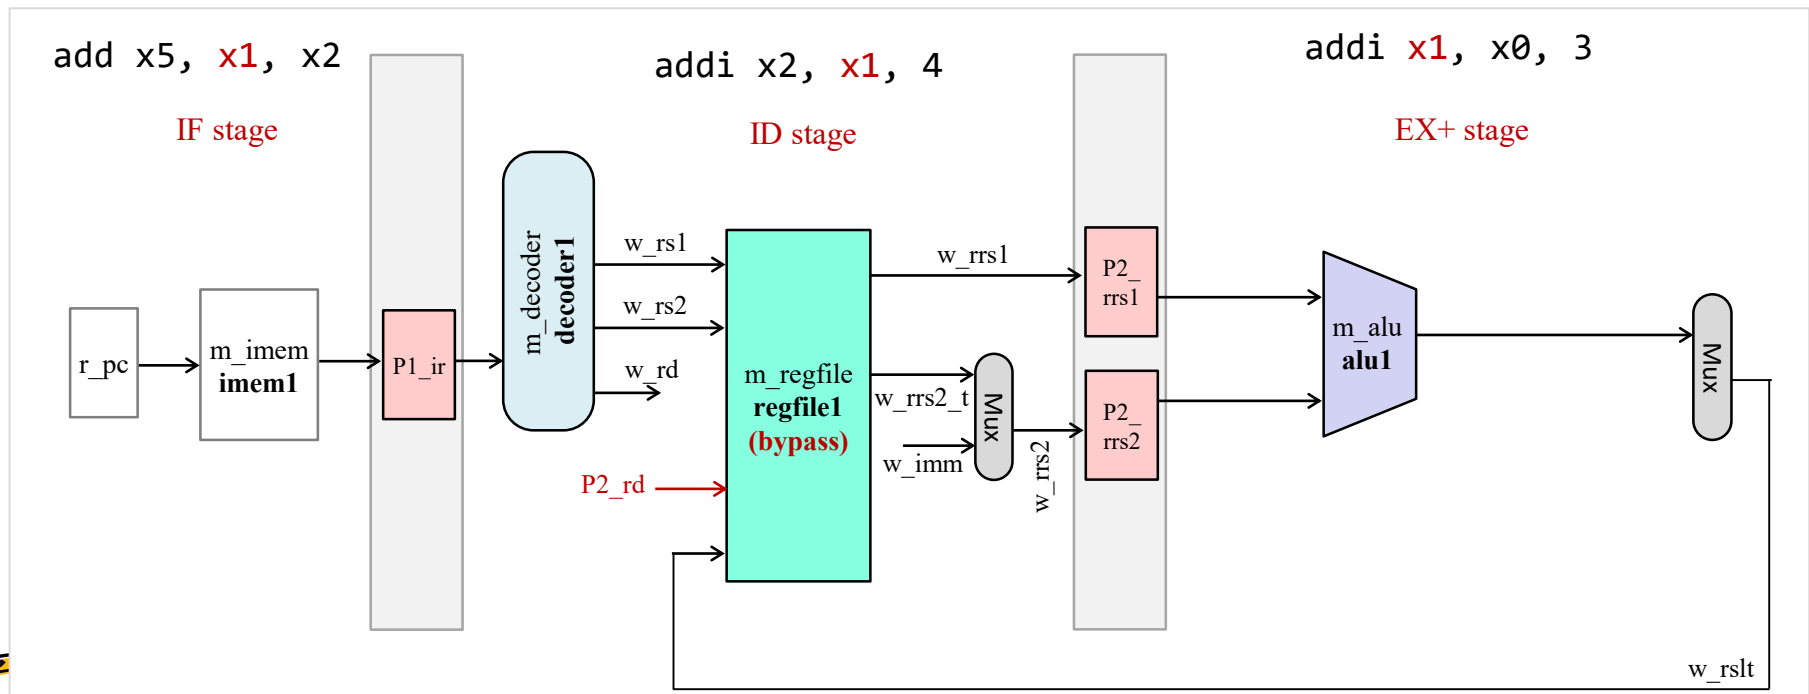 add x5, x1, x2
addi x2, x1, 4
addi x1, x0, 3
IF stage
ID stage
EX+ stage
r_pc
m_imem
imem1
P1_ir
m_decoder
decoder1
w_rs1
w_rs2
w_rd
P2_rd
m_regfile
regfile1
(bypass)
w_rrs1
w_rrs2_t
w_imm
Mux
w_rrs2
P2_
rrs1
P2_
rrs2
m_alu
alu1
Mux
w_rslt